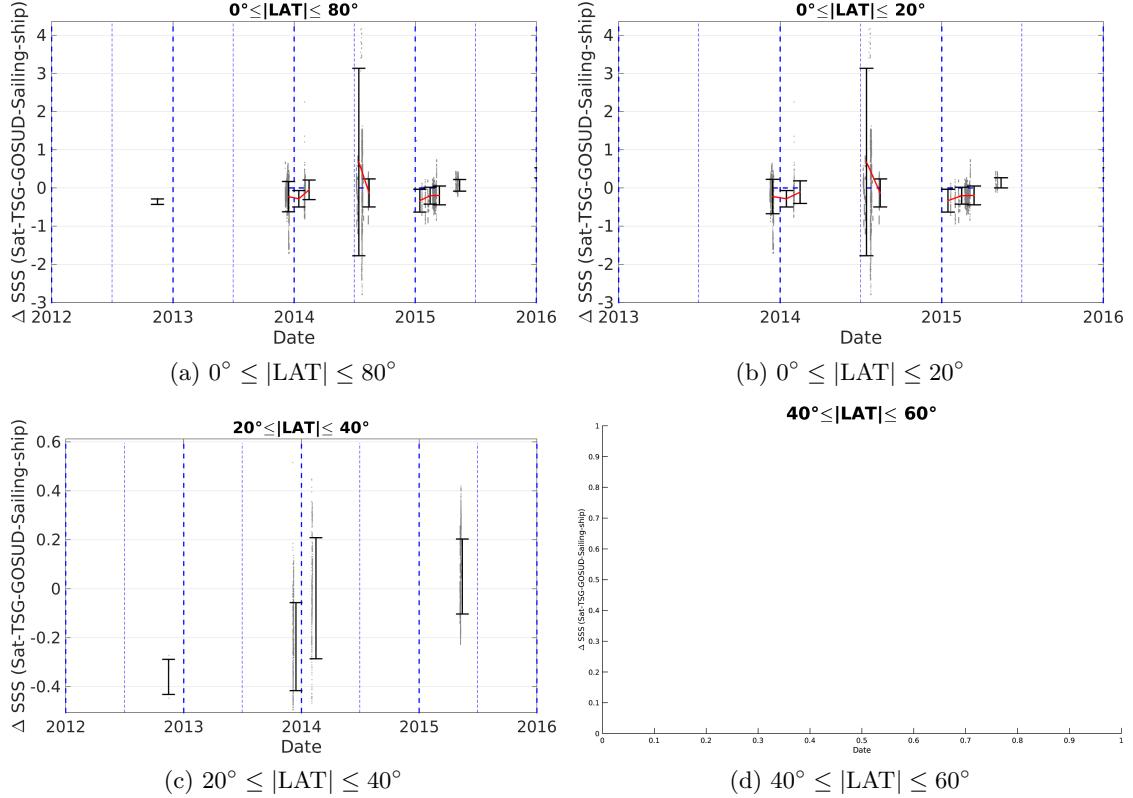 0°≤|LAT|≤ 80°
Δ SSS (Sat-TSG-GOSUD-Sailing-ship)
4
3
2
1
0
-1
-2
-3
2012 2013 2014 2015 2016
Date
(a) 0° ≤ |LAT| ≤ 80°
0°≤|LAT|≤ 20°
Δ SSS (Sat-TSG-GOSUD-Sailing-ship)
4
3
2
1
0
-1
-2
-3
2013 2014 2015 2016
Date
(b) 0° ≤ |LAT| ≤ 20°
20°≤|LAT|≤ 40°
Δ SSS (Sat-TSG-GOSUD-Sailing-ship)
0.6
0.4
0.2
0
-0.2
-0.4
2012 2013 2014 2015 2016
Date
(c) 20° ≤ |LAT| ≤ 40°
40°≤|LAT|≤ 60°
Δ SSS (Sat-TSG-GOSUD-Sailing-ship)
1
0.9
0.8
0.7
0.6
0.5
0.4
0.3
0.2
0.1
0
0 0.1 0.2 0.3 0.4 0.5 0.6 0.7 0.8 0.9 1
Date
(d) 40° ≤ |LAT| ≤ 60°